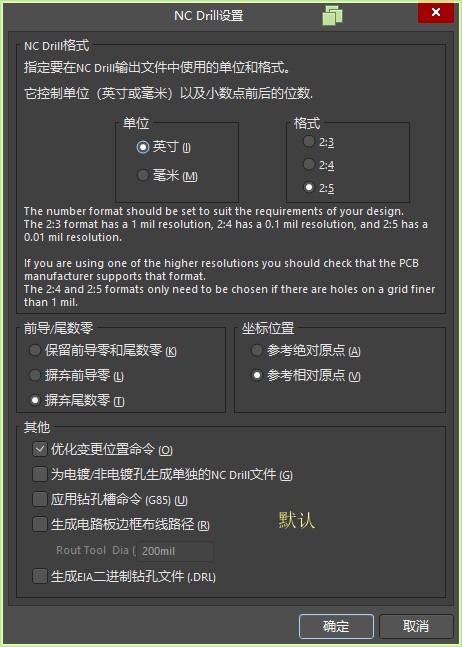 NC Drill设置
NC Drill格式
指定要在NC Drill输出文件中使用的单位和格式。
它控制单位（英寸或毫米）以及小数点前后的位数.
单位
英寸 (I)
毫米 (M)
格式
2:3
2:4
2:5
The number format should be set to suit the requirements of your design.
The 2:3 format has a 1 mil resolution, 2:4 has a 0.1 mil resolution, and 2:5 has a
0.01 mil resolution.
If you are using one of the higher resolutions you should check that the PCB
manufacturer supports that format.
The 2:4 and 2:5 formats only need to be chosen if there are holes on a grid finer
than 1 mil.
前导/尾数零
保留前导零和尾数零 (K)
摒弃前导零 (L)
摒弃尾数零 (T)
坐标位置
参考绝对原点 (A)
参考相对原点 (V)
其他
优化变更位置命令 (O)
为电镀/非电镀孔生成单独的NC Drill文件 (G)
应用钻孔槽命令 (G85) (U)
生成电路板边框布线路径 (R)
默认
Rout Tool Dia (
200mil
生成EIA二进制钻孔文件 (.DRL)
确定
取消